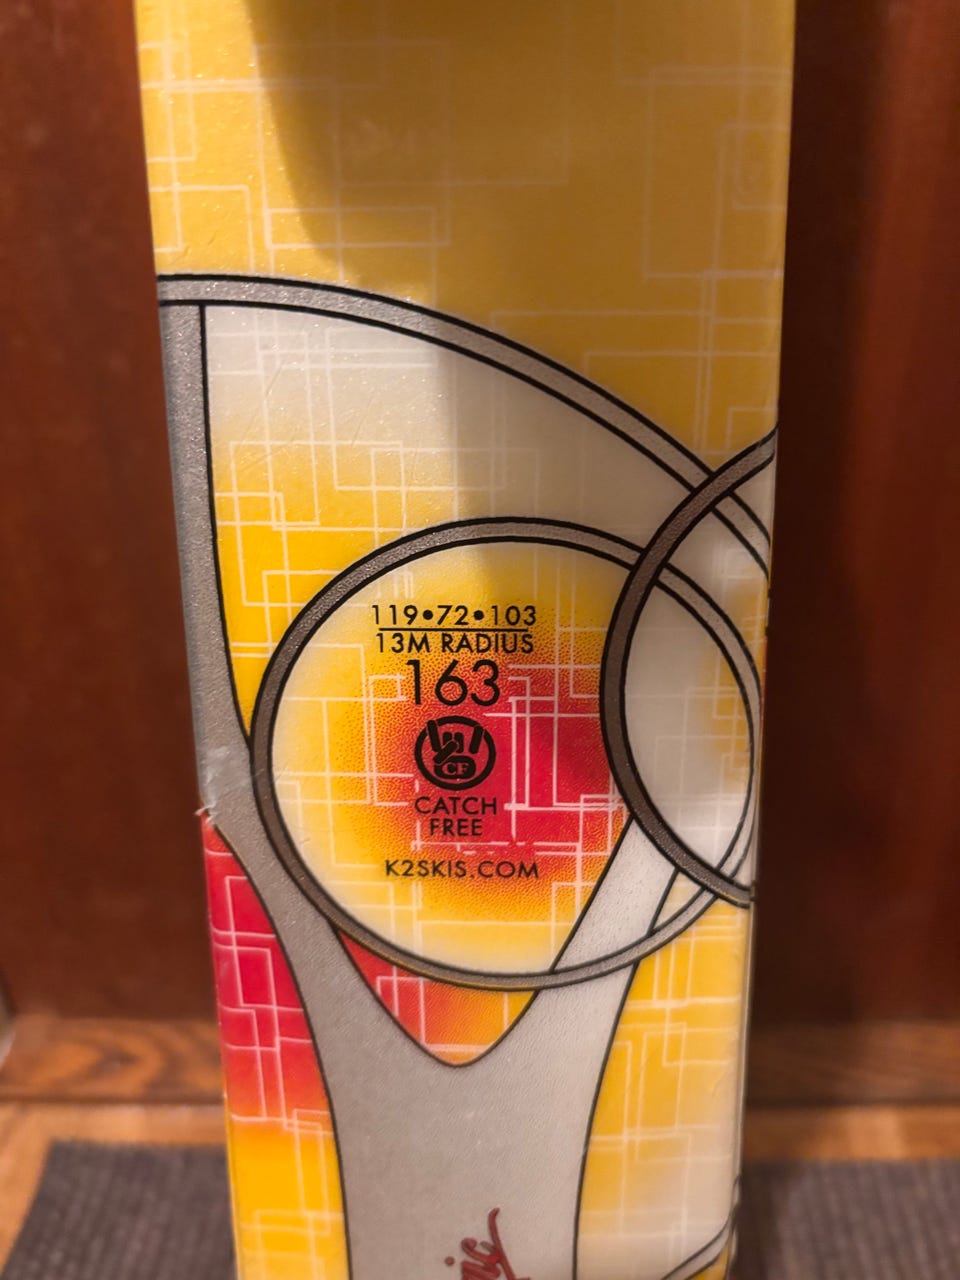 119•72•103
13M RADIUS
163
CF
CATCH
FREE
K2SKIS.COM